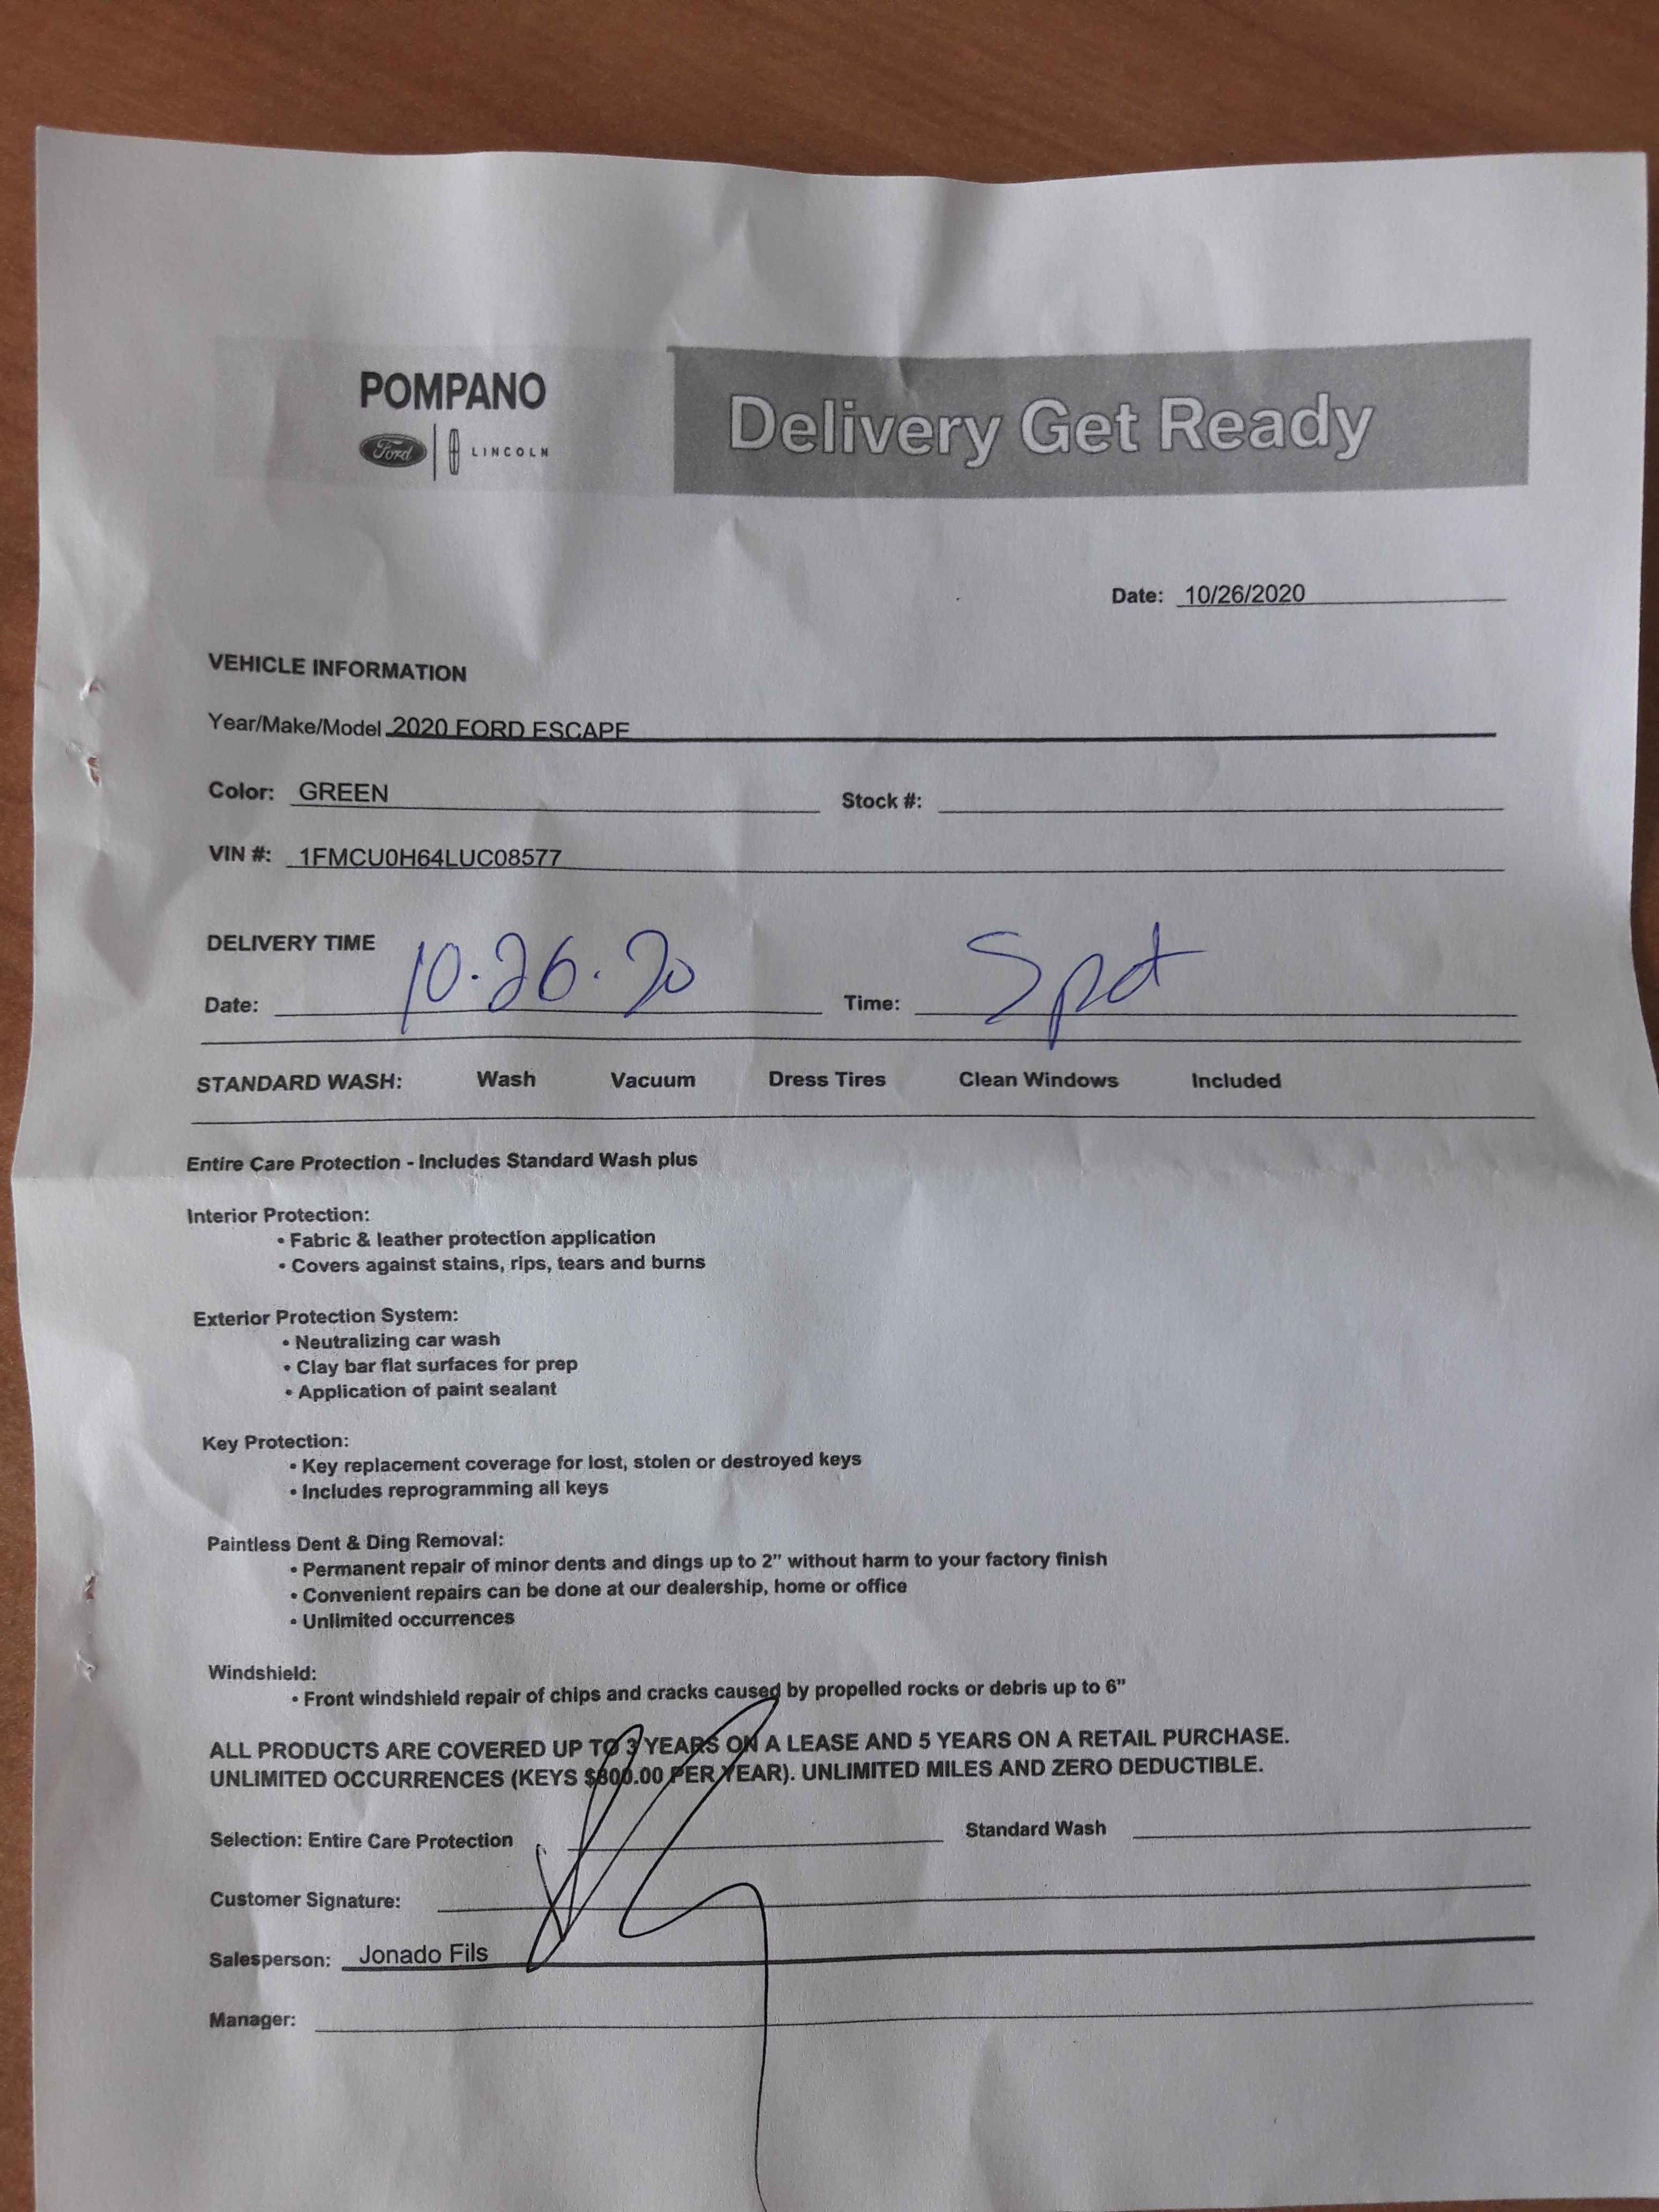 POMPANO
Ford LINCOLN
Delivery Get Ready
Date: 10/26/2020
VEHICLE INFORMATION
Year/Make/Model 2020 FORD ESCAPE
Color: GREEN Stock #:
VIN #: 1FMCU0H64LUC08577
DELIVERY TIME
Date: 10.26.20 Time: Spot
STANDARD WASH: Wash Vacuum Dress Tires Clean Windows Included
Entire Care Protection - Includes Standard Wash plus
Interior Protection:
• Fabric & leather protection application
• Covers against stains, rips, tears and burns
Exterior Protection System:
• Neutralizing car wash
• Clay bar flat surfaces for prep
• Application of paint sealant
Key Protection:
• Key replacement coverage for lost, stolen or destroyed keys
• Includes reprogramming all keys
Paintless Dent & Ding Removal:
• Permanent repair of minor dents and dings up to 2" without harm to your factory finish
• Convenient repairs can be done at our dealership, home or office
• Unlimited occurrences
Windshield:
• Front windshield repair of chips and cracks caused by propelled rocks or debris up to 6"
ALL PRODUCTS ARE COVERED UP TO 3 YEARS ON A LEASE AND 5 YEARS ON A RETAIL PURCHASE.
UNLIMITED OCCURRENCES (KEYS $800.00 PER YEAR). UNLIMITED MILES AND ZERO DEDUCTIBLE.
Selection: Entire Care Protection Standard Wash
Customer Signature:
Salesperson: Jonado Fils
Manager: